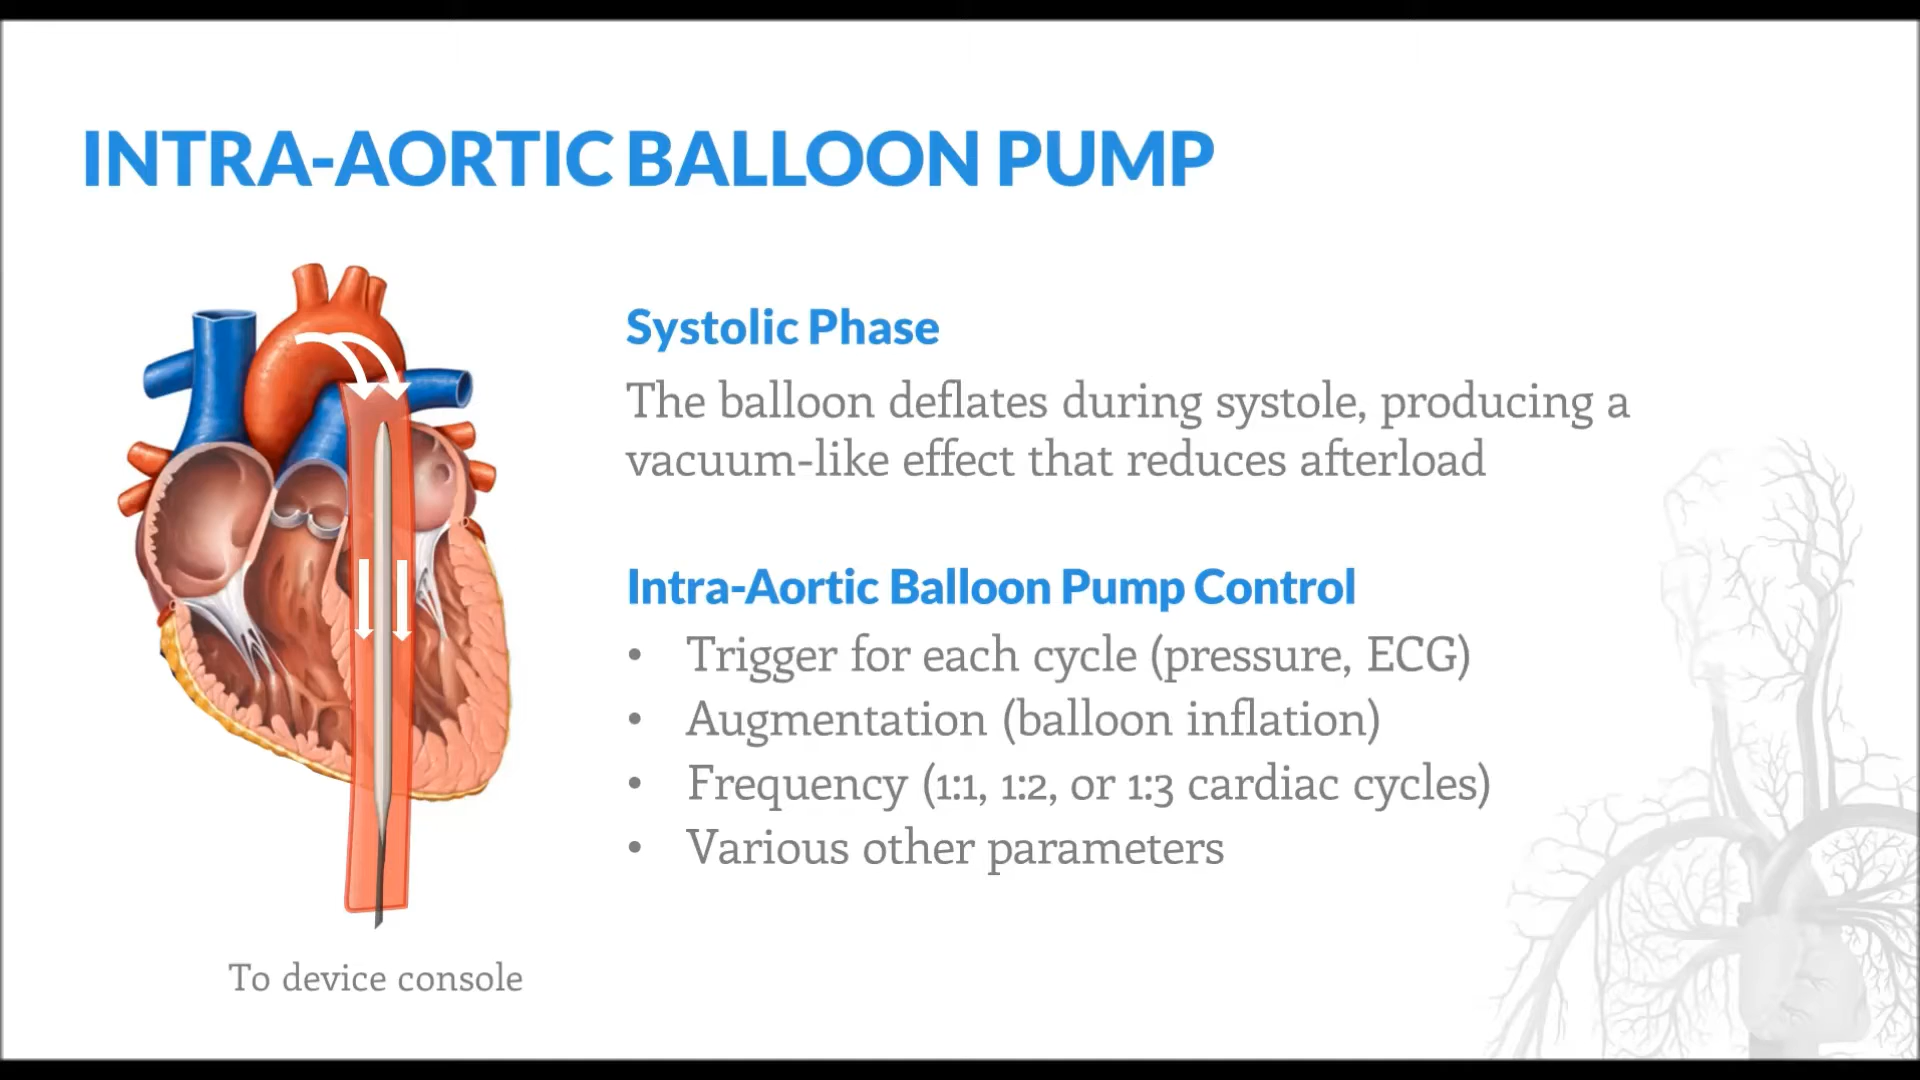 INTRA-AORTIC BALLOON PUMP
Systolic Phase
The balloon deflates during systole, producing a
vacuum-like effect that reduces afterload
Intra-Aortic Balloon Pump Control
• Trigger for each cycle (pressure, ECG)
• Augmentation (balloon inflation)
• Frequency (1:1, 1:2, or 1:3 cardiac cycles)
• Various other parameters
To device console